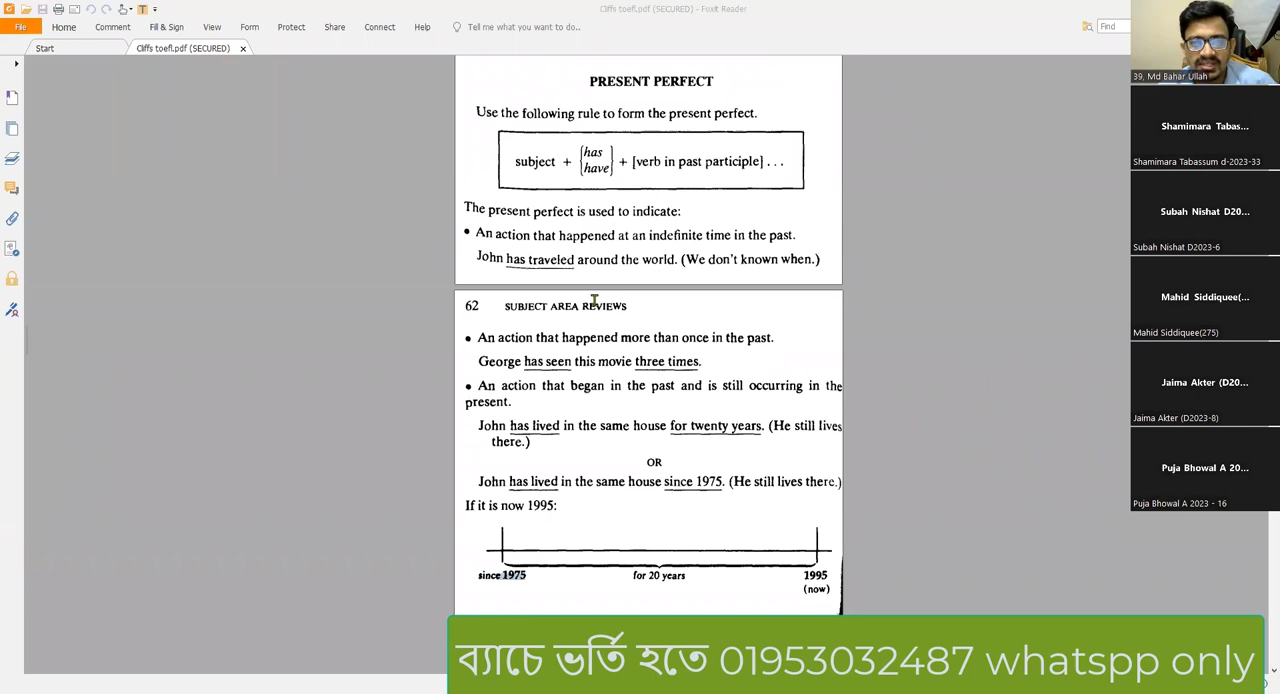 Cliffs toefl.pdf (SECURED) - Foxit Reader
File Home Comment Fill & Sign View Form Protect Share Connect Help Tell me what you want to do.. Find
Start Cliffs toefl.pdf (SECURED)
PRESENT PERFECT
Use the following rule to form the present perfect.
subject + {has have} + [verb in past participle] . . .
The present perfect is used to indicate:
• An action that happened at an indefinite time in the past.
John has traveled around the world. (We don't known when.)
62 SUBJECT AREA REVIEWS
• An action that happened more than once in the past.
George has seen this movie three times.
• An action that began in the past and is still occurring in the
present.
John has lived in the same house for twenty years. (He still lives
there.)
OR
John has lived in the same house since 1975. (He still lives there.)
If it is now 1995:
since 1975 for 20 years 1995
(now)
39, Md Bahar Ullah
Shamimara Tabas...
Shamimara Tabassum d-2023-33
Subah Nishat D20...
Subah Nishat D2023-6
Mahid Siddiquee(...
Mahid Siddiquee(275)
Jaima Akter (D20...
Jaima Akter (D2023-8)
Puja Bhowal A 20...
Puja Bhowal A 2023 - 16
ব্যাচে ভর্তি হতে 01953032487 whatspp only